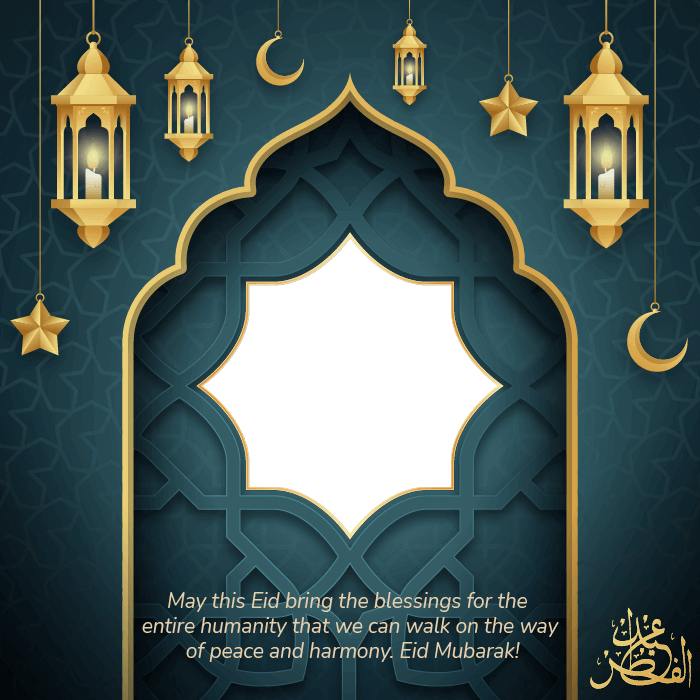 May this Eid bring the blessings for the
entire humanity that we can walk on the way
of peace and harmony. Eid Mubarak!
عيد
الفطر